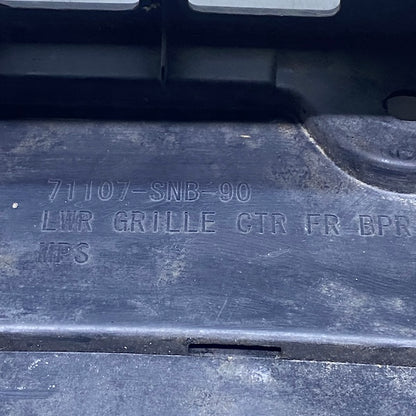 71107-SNB-90
LWR GRILLE CTR FR BPR
MPS